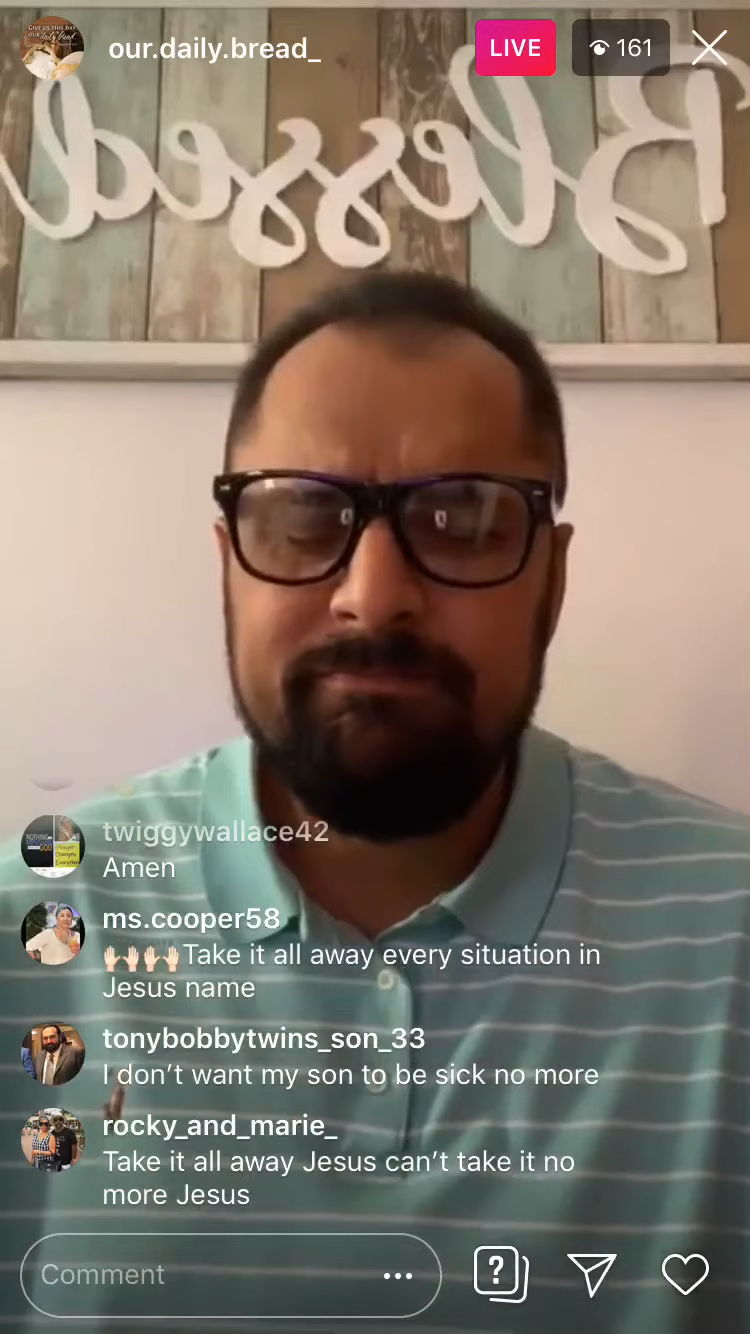 our.daily.bread_
LIVE
161
Blessed
twiggywallace42
Amen
ms.cooper58
🙌🏻🙌🏻Take it all away every situation in
Jesus name
tonybobbytwins_son_33
I don’t want my son to be sick no more
rocky_and_marie_
Take it all away Jesus can’t take it no
more Jesus
Comment